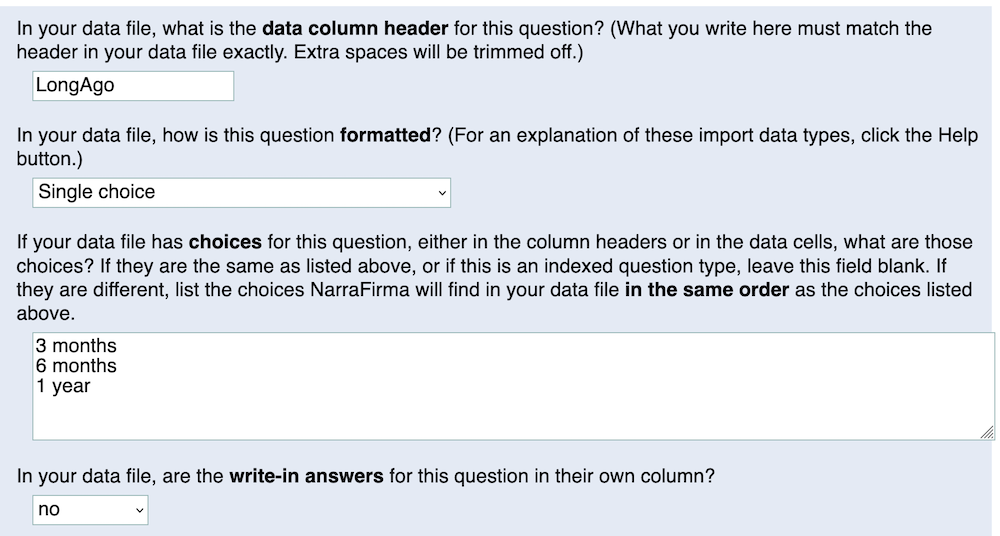 In your data file, what is the data column header for this question? (What you write here must match the
header in your data file exactly. Extra spaces will be trimmed off.)
LongAgo
In your data file, how is this question formatted? (For an explanation of these import data types, click the Help
button.)
Single choice
If your data file has choices for this question, either in the column headers or in the data cells, what are those
choices? If they are the same as listed above, or if this is an indexed question type, leave this field blank. If
they are different, list the choices NarraFirma will find in your data file in the same order as the choices listed
above.
3 months
6 months
1 year
In your data file, are the write-in answers for this question in their own column?
no